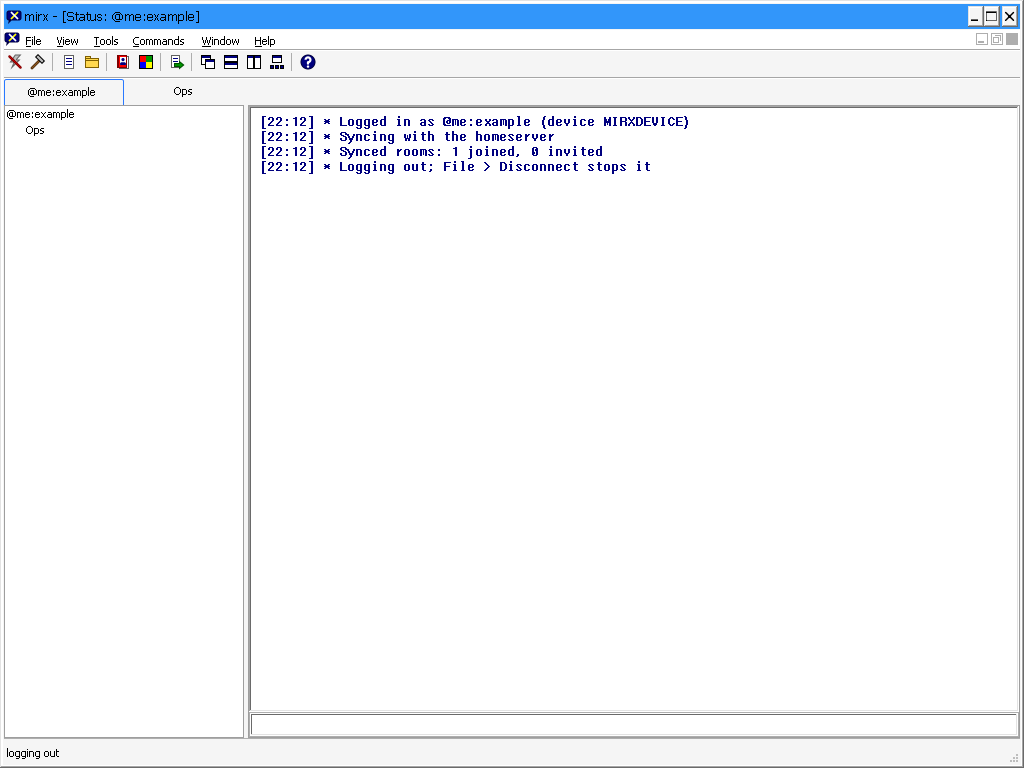 mirx - [Status: @me:example]
File View Tools Commands Window Help
@me:example Ops
@me:example
Ops
[22:12] * Logged in as @me:example (device MIRXDEVICE)
[22:12] * Syncing with the homeserver
[22:12] * Synced rooms: 1 joined, 0 invited
[22:12] * Logging out; File > Disconnect stops it
logging out